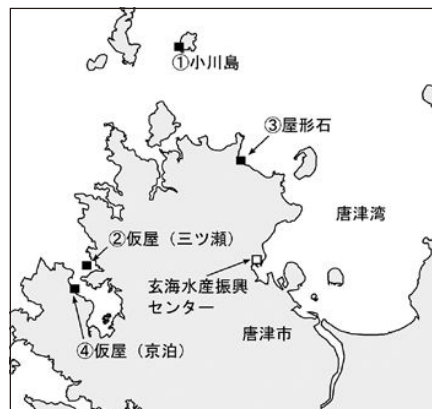 ①小川島
③屋形石
唐津湾
②仮屋（三ツ瀬）
玄海水産振興
センター
唐津市
④仮屋（京泊）